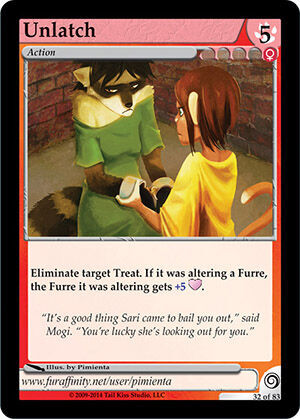 Unlatch
5
Action
Eliminate target Treat. If it was altering a Furre,
the Furre it was altering gets +5
"It's a good thing Sari came to bail you out," said
Mogi. "You're lucky she's looking out for you."
Illus. by Pimienta
www.furaffinity.net/user/pimienta
32 of 83
© 2009-2014 Tail Kiss Studio, LLC